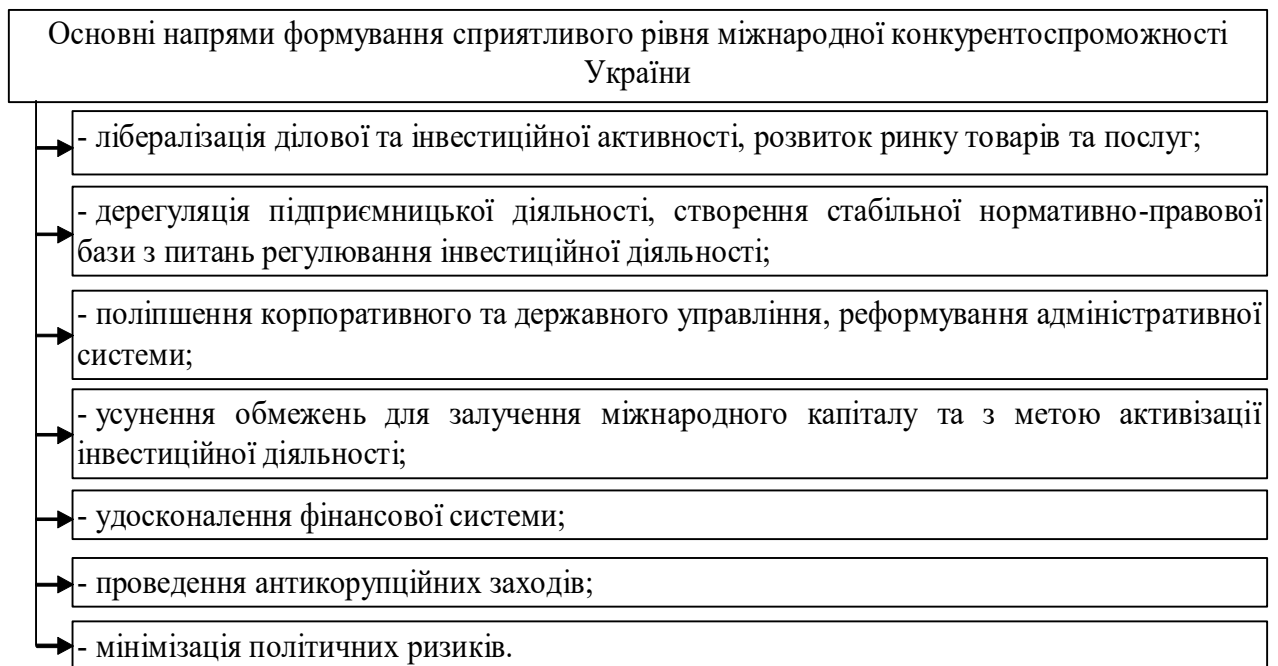 Основні напрями формування сприятливого рівня міжнародної конкурентоспроможності
України
- лібералізація ділової та інвестиційної активності, розвиток ринку товарів та послуг;
- дерегуляція підприємницької діяльності, створення стабільної нормативно-правової
бази з питань регулювання інвестиційної діяльності;
- поліпшення корпоративного та державного управління, реформування адміністративної
системи;
- усунення обмежень для залучення міжнародного капіталу та з метою активізації
інвестиційної діяльності;
- удосконалення фінансової системи;
- проведення антикорупційних заходів;
- мінімізація політичних ризиків.